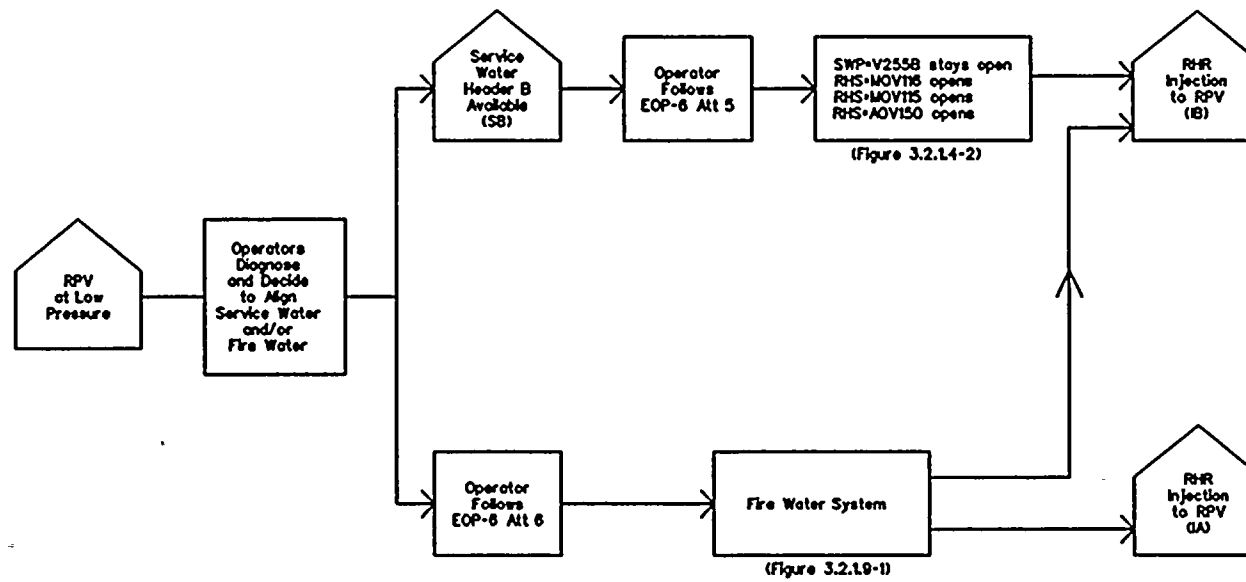 Service
Water
Header B
Available
(SB)
Operator
Follows
EOP-6 Att 5
SWP*V255B stays open
RHS*MOV116 opens
RHS*MOV115 opens
RHS*AOV150 opens
(Figure 3.2.1.4-2)
RHR
Injection
to RPV
(IB)
RPV
at Low
Pressure
Operators
Diagnose
and Decide
to Align
Service Water
and/or
Fire Water
Operator
Follows
EOP-6 Att 6
Fire Water System
(Figure 3.2.1.9-1)
RHR
Injection
to RPV
(IA)